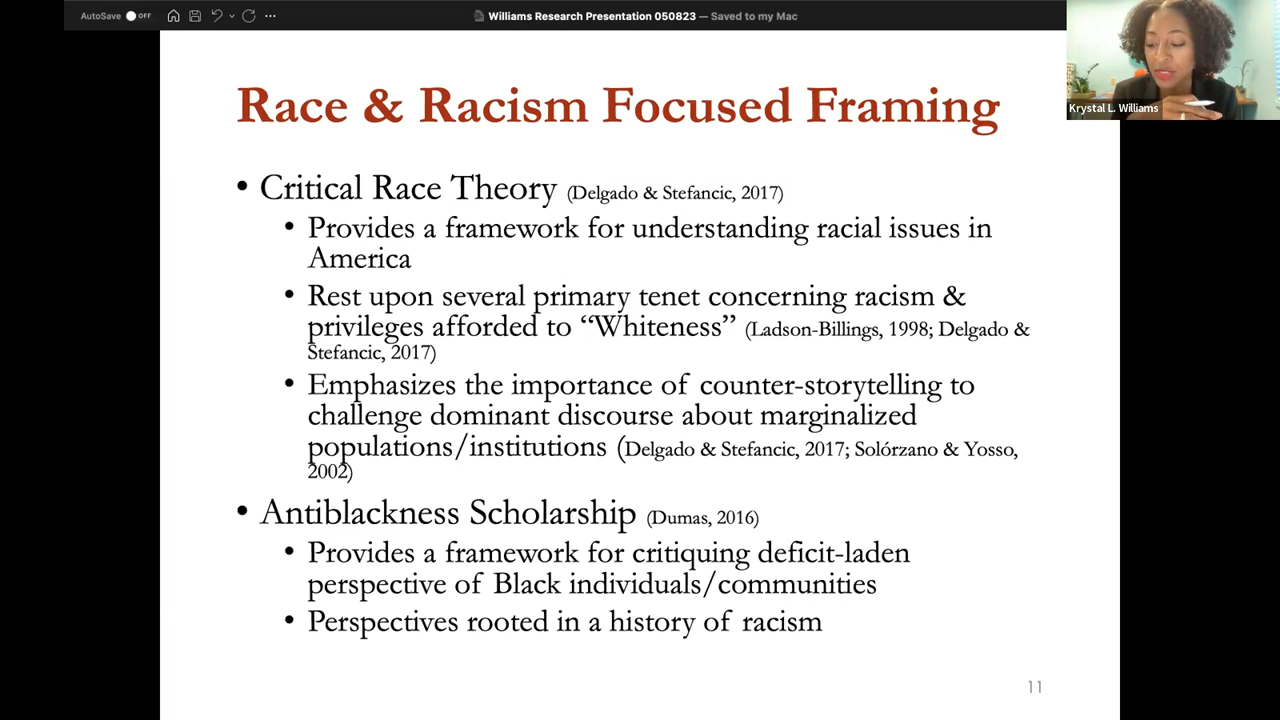 AutoSave OFF
Williams Research Presentation 050823 — Saved to my Mac
Krystal L. Williams
Race & Racism Focused Framing
• Critical Race Theory (Delgado & Stefancic, 2017)
• Provides a framework for understanding racial issues in
America
• Rest upon several primary tenet concerning racism &
privileges afforded to “Whiteness” (Ladson-Billings, 1998; Delgado &
Stefancic, 2017)
• Emphasizes the importance of counter-storytelling to
challenge dominant discourse about marginalized
populations/institutions (Delgado & Stefancic, 2017; Solórzano & Yosso,
2002)
• Antiblackness Scholarship (Dumas, 2016)
• Provides a framework for critiquing deficit-laden
perspective of Black individuals/communities
• Perspectives rooted in a history of racism
11